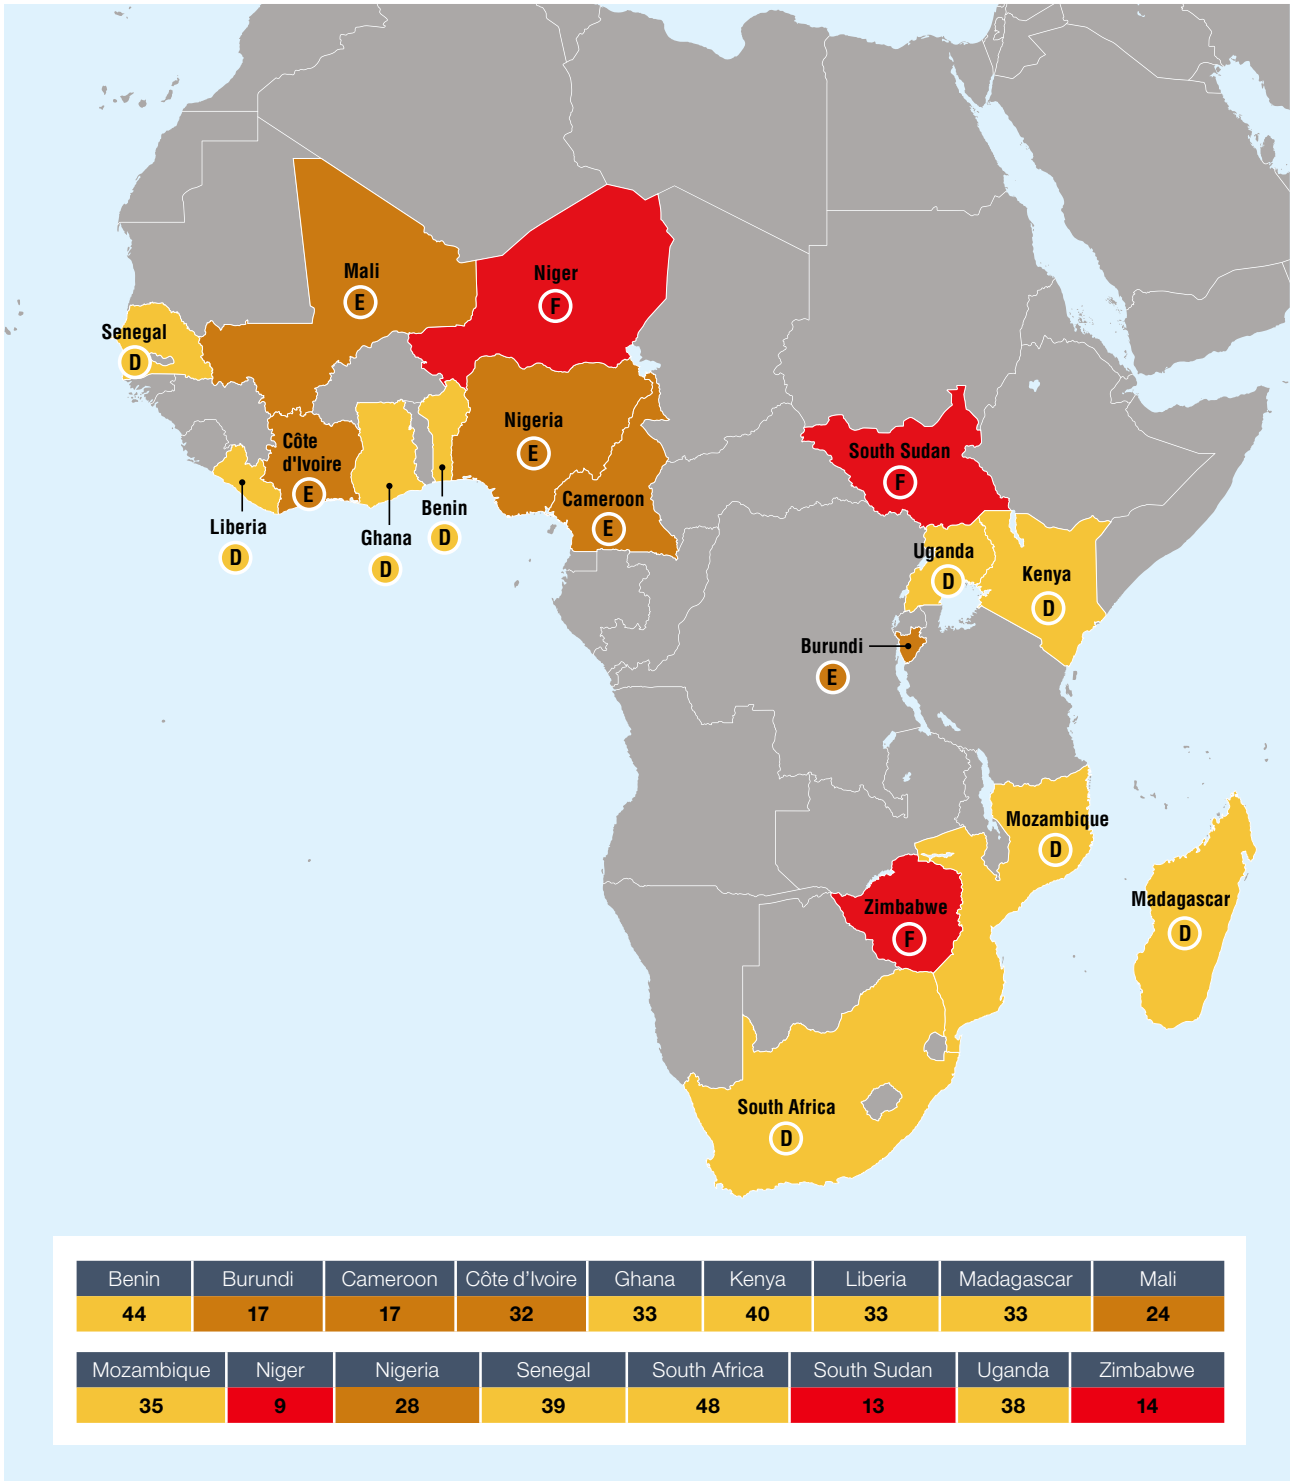 Mali
E
Niger
F
Senegal
D
Nigeria
E
Côte
d'Ivoire
E
South Sudan
F
Cameroon
E
Benin
D
Liberia
D
Ghana
D
Uganda
D
Kenya
D
Burundi
E
Mozambique
D
Madagascar
D
Zimbabwe
F
South Africa
D
Benin Burundi Cameroon Côte d’Ivoire Ghana Kenya Liberia Madagascar Mali
44 17 17 32 33 40 33 33 24
Mozambique Niger Nigeria Senegal South Africa South Sudan Uganda Zimbabwe
35 9 28 39 48 13 38 14